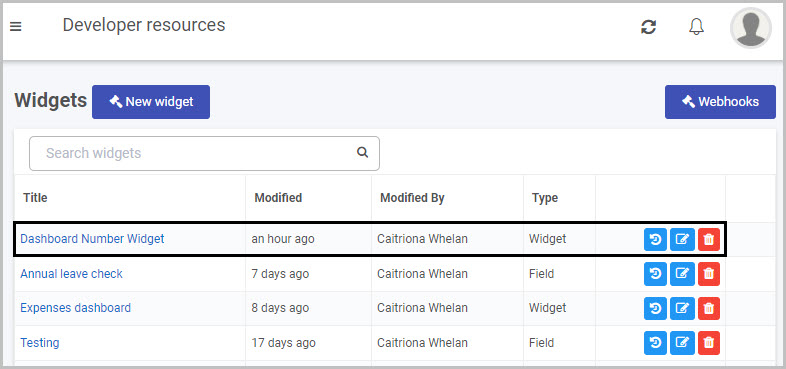 Developer resources
Widgets New widget Webhooks
Search widgets
Title Modified Modified By Type
Dashboard Number Widget an hour ago Caitriona Whelan Widget
Annual leave check 7 days ago Caitriona Whelan Field
Expenses dashboard 8 days ago Caitriona Whelan Widget
Testing 17 days ago Caitriona Whelan Field